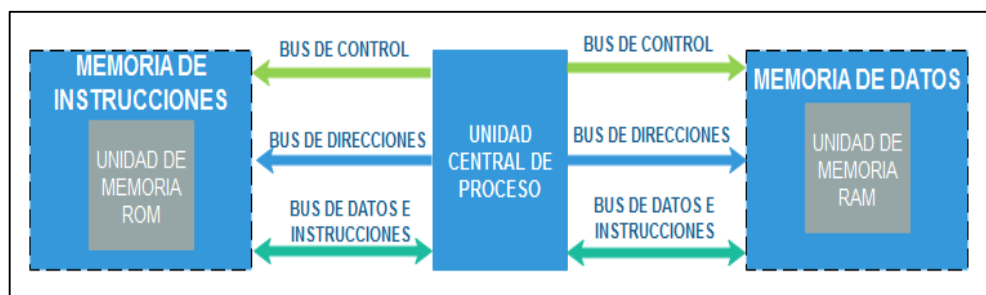 MEMORIA DE
INSTRUCCIONES
UNIDAD DE
MEMORIA
ROM
BUS DE CONTROL
BUS DE DIRECCIONES
BUS DE DATOS E
INSTRUCCIONES
UNIDAD
CENTRAL DE
PROCESO
BUS DE CONTROL
BUS DE DIRECCIONES
BUS DE DATOS E
INSTRUCCIONES
MEMORIA DE DATOS
UNIDAD DE
MEMORIA
RAM